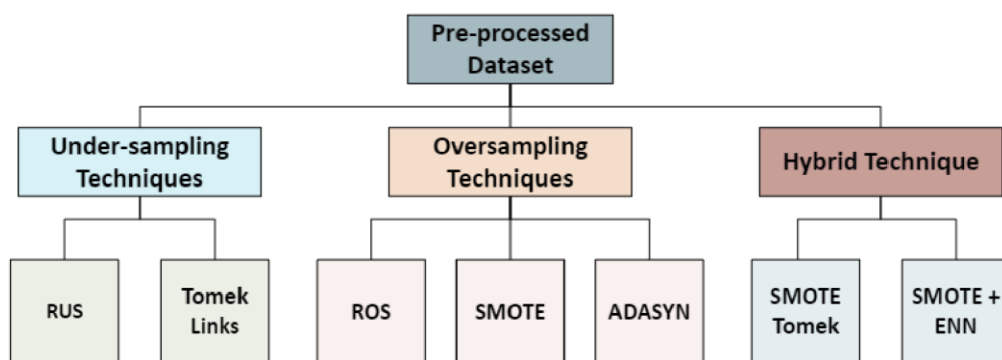 Pre-processed
Dataset
Under-sampling
Techniques
Oversampling
Techniques
Hybrid Technique
RUS
Tomek
Links
ROS
SMOTE
ADASYN
SMOTE
Tomek
SMOTE +
ENN